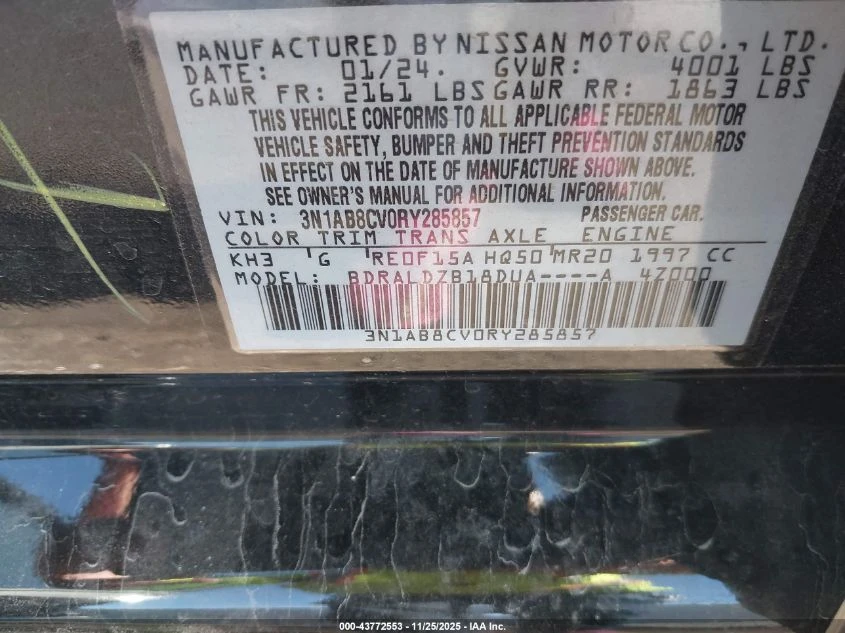 MANUFACTURED BY NISSAN MOTOR CO., LTD.
DATE: 01/24. GVWR: 4001 LBS
GAWR FR: 2161 LBS GAWR RR: 1863 LBS
THIS VEHICLE CONFORMS TO ALL APPLICABLE FEDERAL MOTOR
VEHICLE SAFETY, BUMPER AND THEFT PREVENTION STANDARDS
IN EFFECT ON THE DATE OF MANUFACTURE SHOWN ABOVE.
SEE OWNER'S MANUAL FOR ADDITIONAL INFORMATION.
VIN: 3N1AB8CV0RY285857 PASSENGER CAR.
COLOR TRIM TRANS AXLE ENGINE
KH3 'G 'RE0F15A HQ50'MR20 1997 CC
MODEL: BDRALDZB18DUA----A 4Z000
3N1AB8CV0RY285857
000-43772553 - 11/25/2025 - IAA Inc.